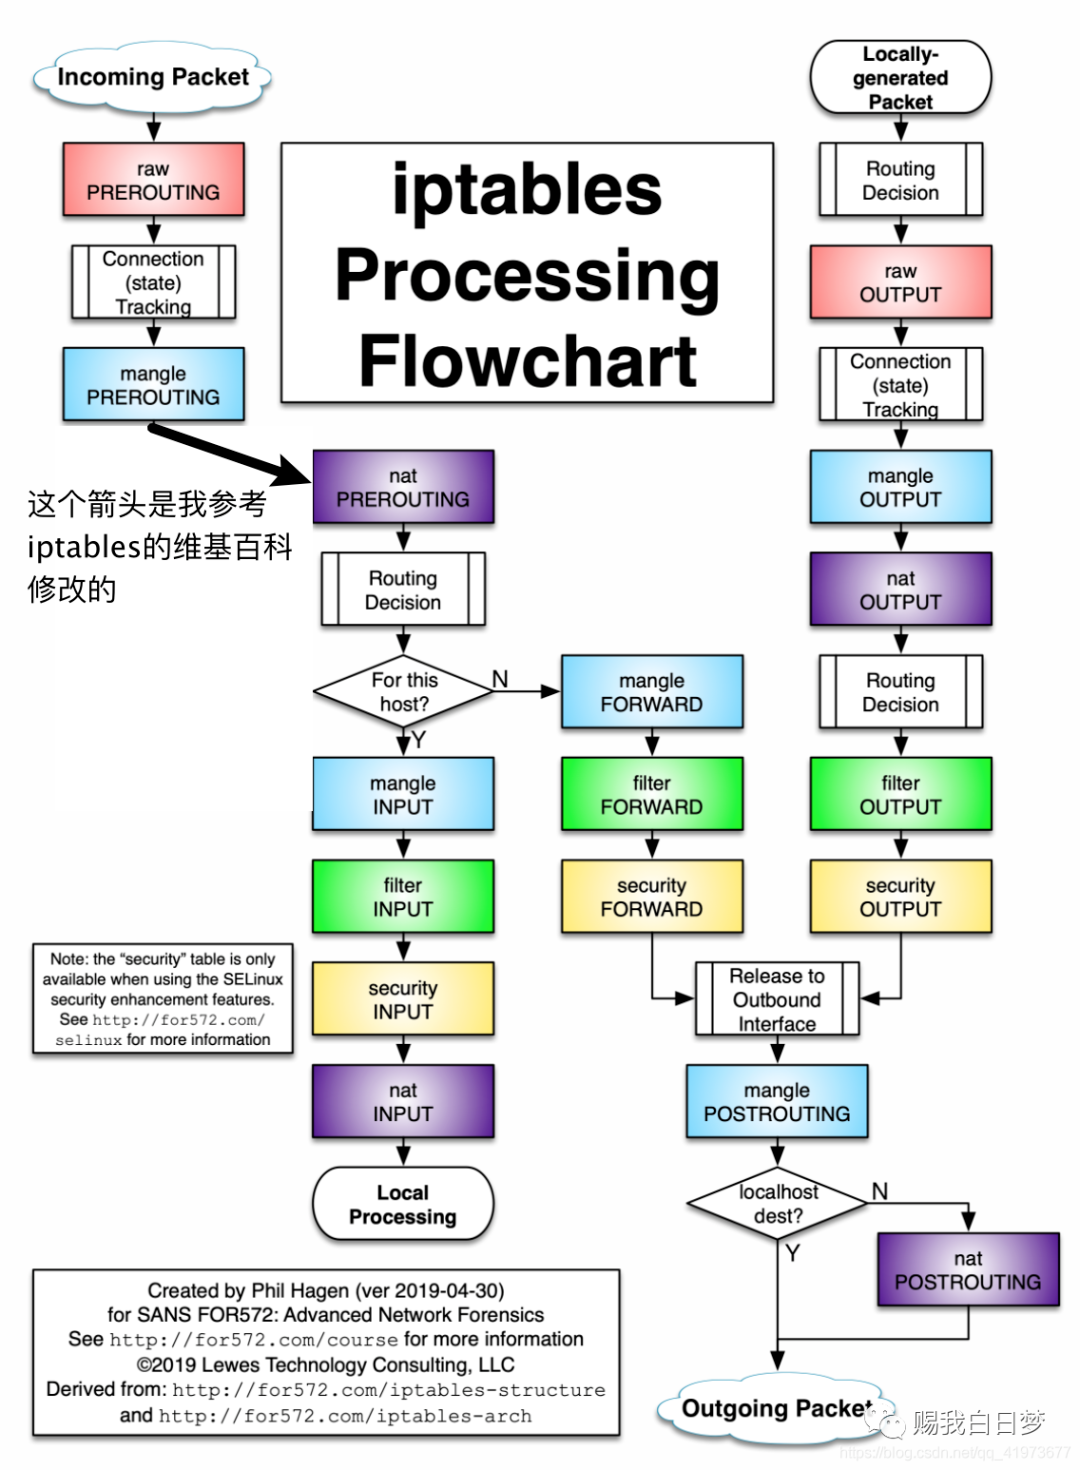 Incoming Packet
raw
PREROUTING
Connection
(state)
Tracking
mangle
PREROUTING
iptables
Processing
Flowchart
Locally-
generated
Packet
Routing
Decision
raw
OUTPUT
Connection
(state)
Tracking
mangle
OUTPUT
nat
OUTPUT
Routing
Decision
filter
OUTPUT
security
OUTPUT
这个箭头是我参考
iptables的维基百科
修改的
nat
PREROUTING
Routing
Decision
For this
host?
N
Y
mangle
FORWARD
filter
FORWARD
security
FORWARD
mangle
INPUT
filter
INPUT
security
INPUT
nat
INPUT
Local
Processing
Note: the “security” table is only
available when using the SELinux
security enhancement features.
See http://for572.com/
selinux for more information
Release to
Outbound
Interface
mangle
POSTROUTING
localhost
dest?
N
Y
nat
POSTROUTING
Outgoing Packet
Created by Phil Hagen (ver 2019-04-30)
for SANS FOR572: Advanced Network Forensics
See http://for572.com/course for more information
©2019 Lewes Technology Consulting, LLC
Derived from: http://for572.com/iptables-structure
and http://for572.com/iptables-arch
赐我白日梦
https://blog.csdn.net/qq_41973677